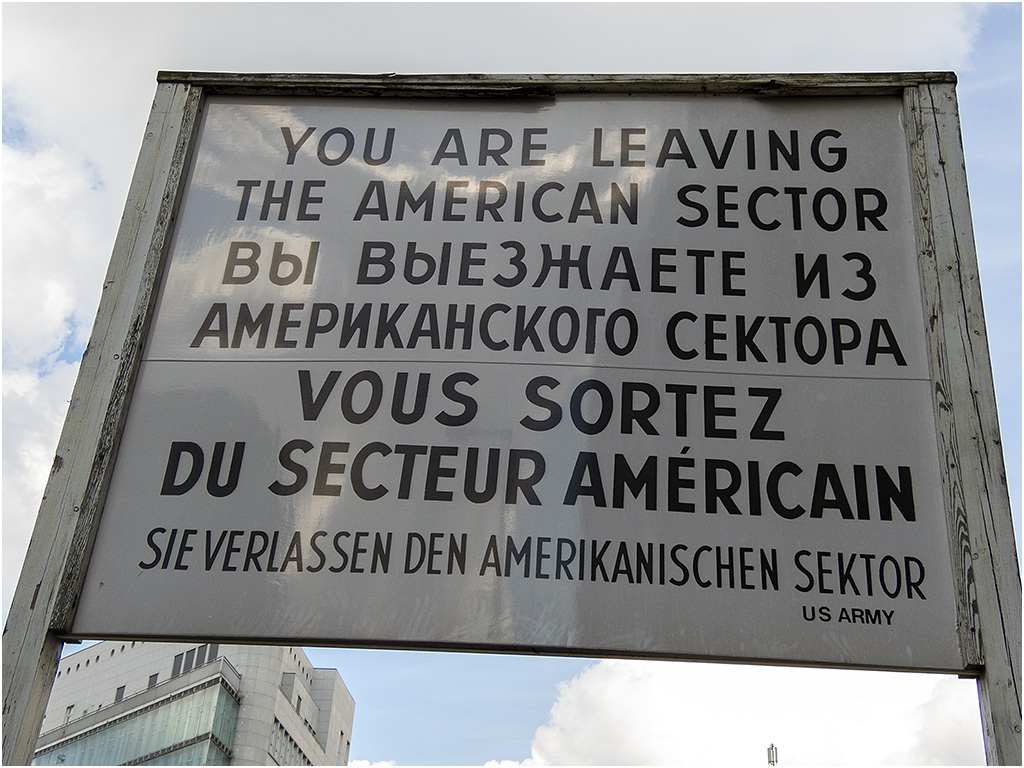 YOU ARE LEAVING
THE AMERICAN SECTOR
ВЫ ВЫЕЗЖАЕТЕ ИЗ
АМЕРИКАНСКОГО СЕКТОРА
VOUS SORTEZ
DU SECTEUR AMÉRICAIN
SIE VERLASSEN DEN AMERIKANISCHEN SEKTOR
US ARMY